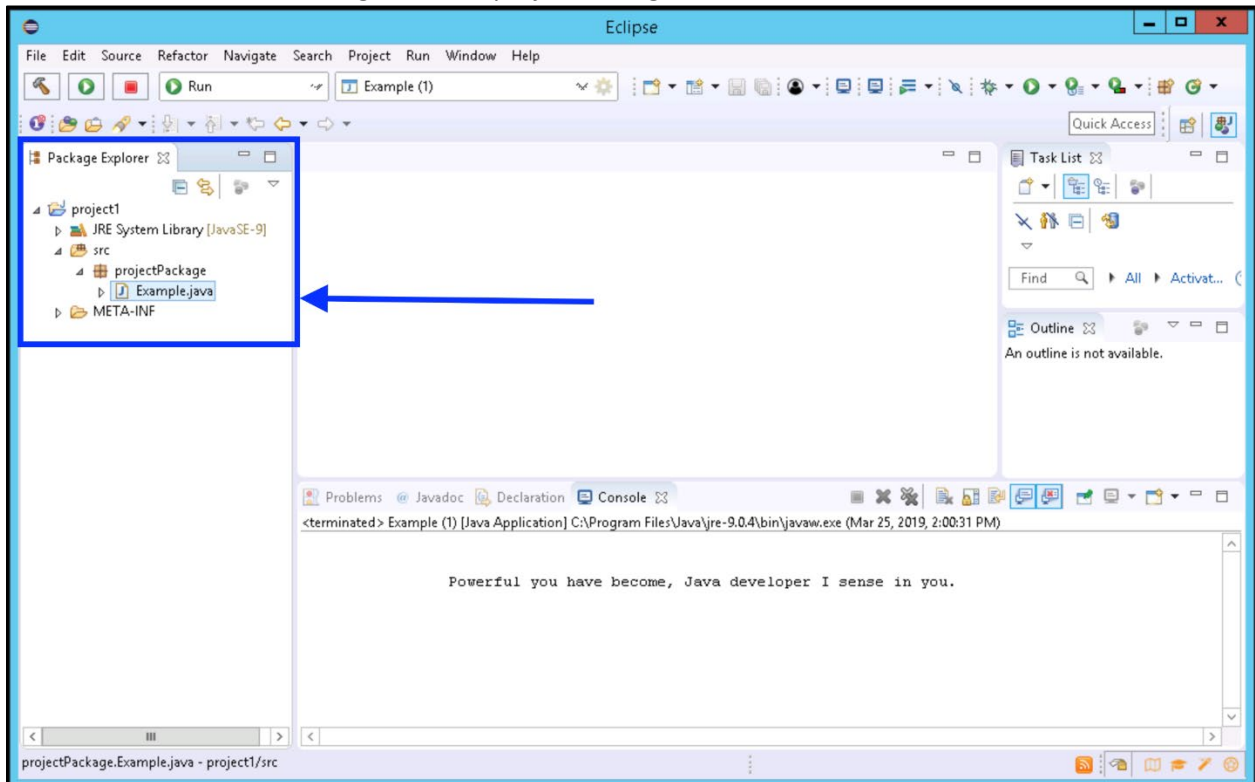 Eclipse
File Edit Source Refactor Navigate Search Project Run Window Help
Run
Example (1)
Quick Access
Package Explorer
project1
JRE System Library [JavaSE-9]
src
projectPackage
Example.java
META-INF
Task List
Find All Activat...
Outline
An outline is not available.
Problems Javadoc Declaration Console
<terminated> Example (1) [Java Application] C:\Program Files\Java\jre-9.0.4\bin\javaw.exe (Mar 25, 2019, 2:00:31 PM)
Powerful you have become, Java developer I sense in you.
projectPackage.Example.java - project1/src